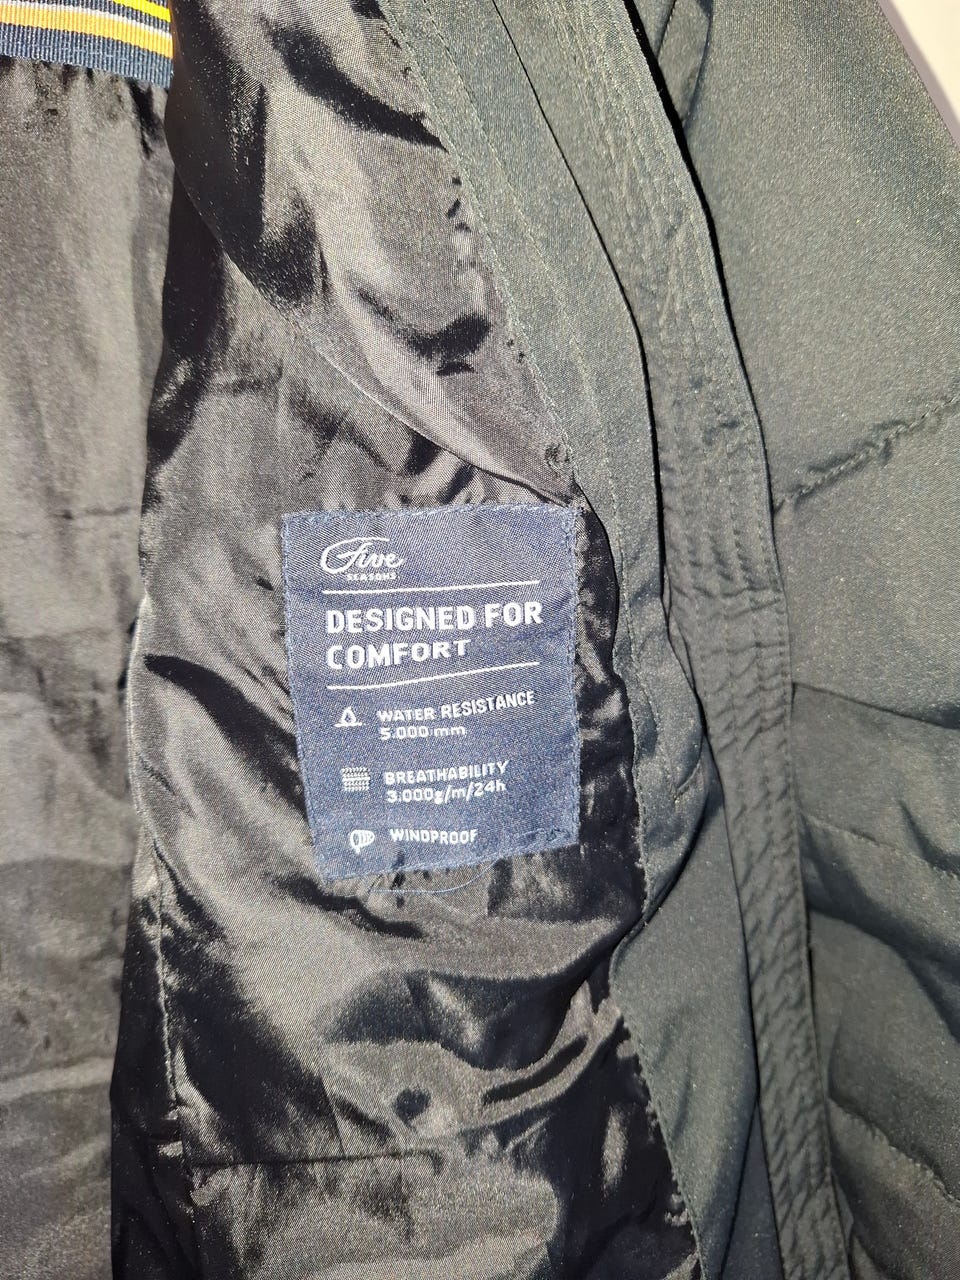 Five
SEASONS
DESIGNED FOR
COMFORT
WATER RESISTANCE
5.000 mm
BREATHABILITY
3.000g/m/24h
WINDPROOF